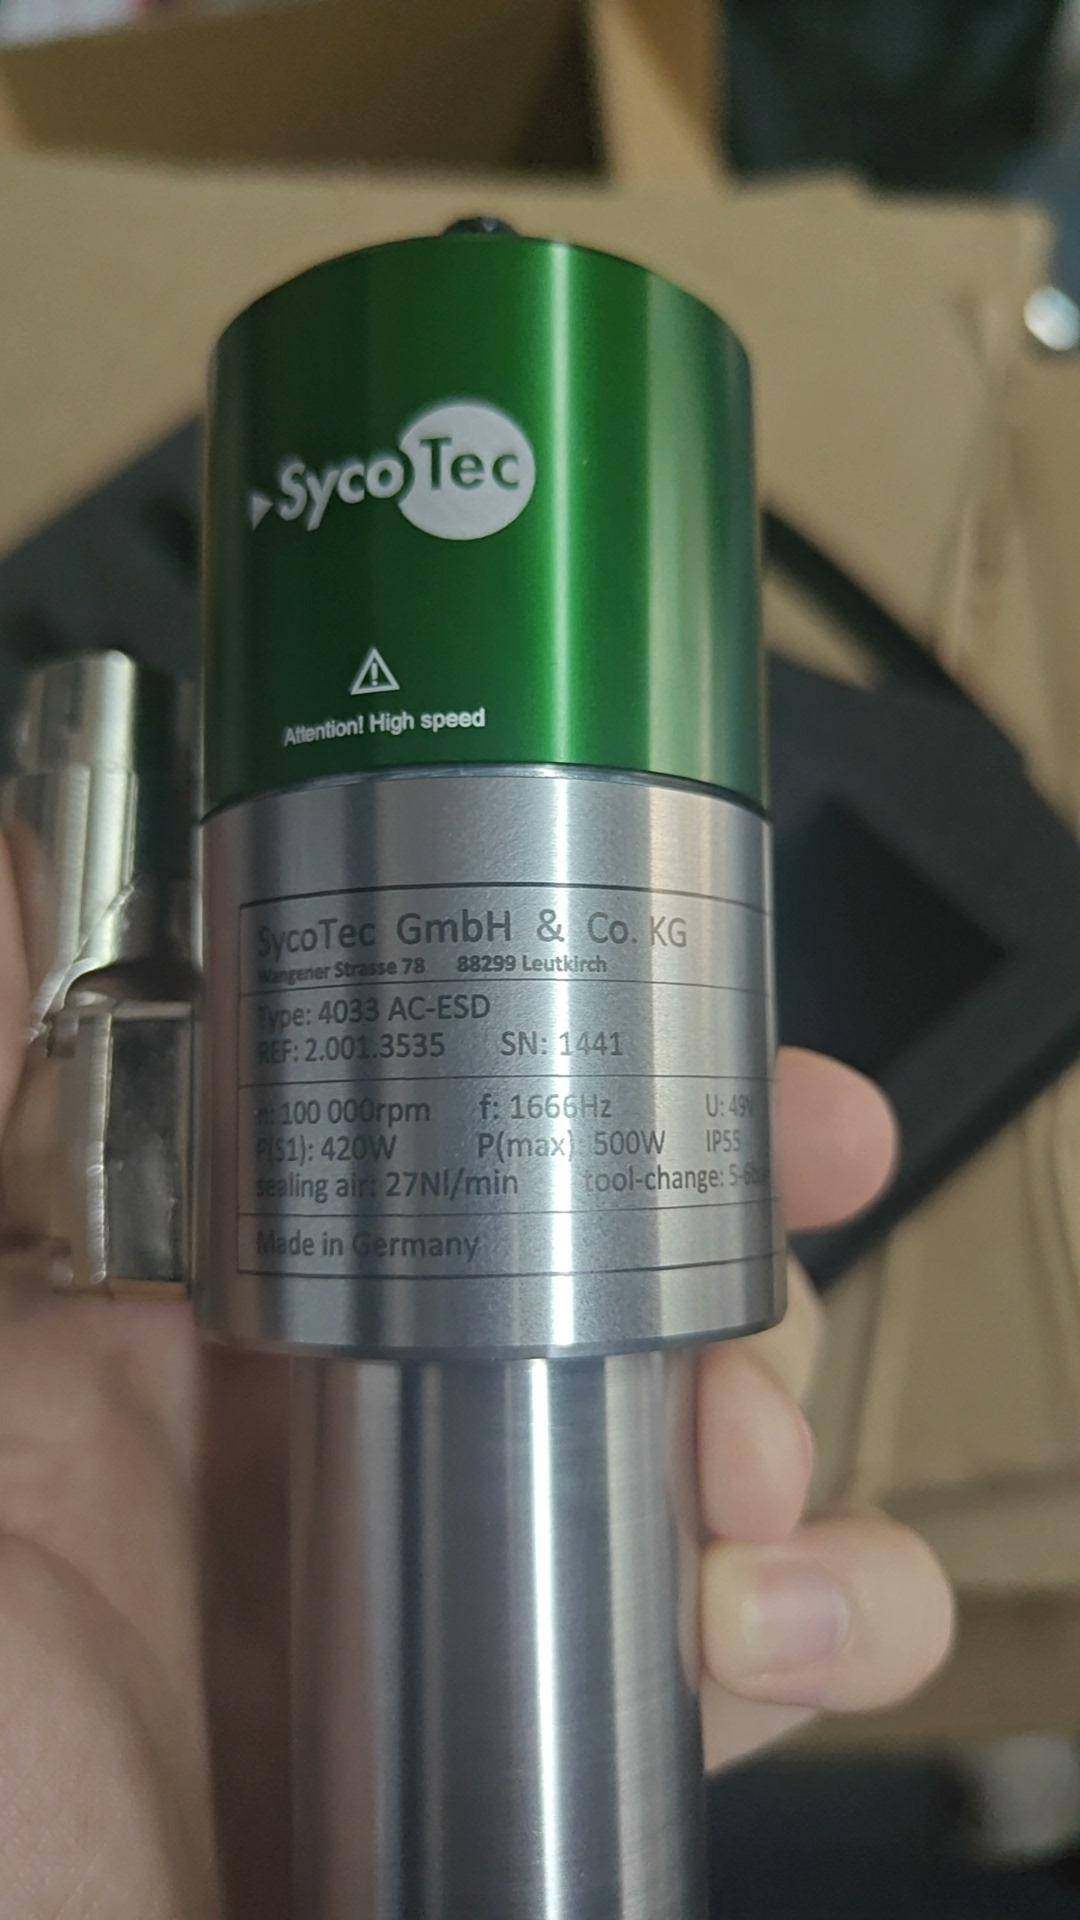 SycoTec
Attention! High speed
SycoTec GmbH & Co. KG
Wangener Strasse 78 88299 Leutkirch
Type: 4033 AC-ESD
REF: 2.001.3535 SN: 1441
n: 100 000rpm f: 1666Hz U: 49V
P(S1): 420W P(max): 500W IP55
sealing air: 27Nl/min tool-change:
Made in Germany